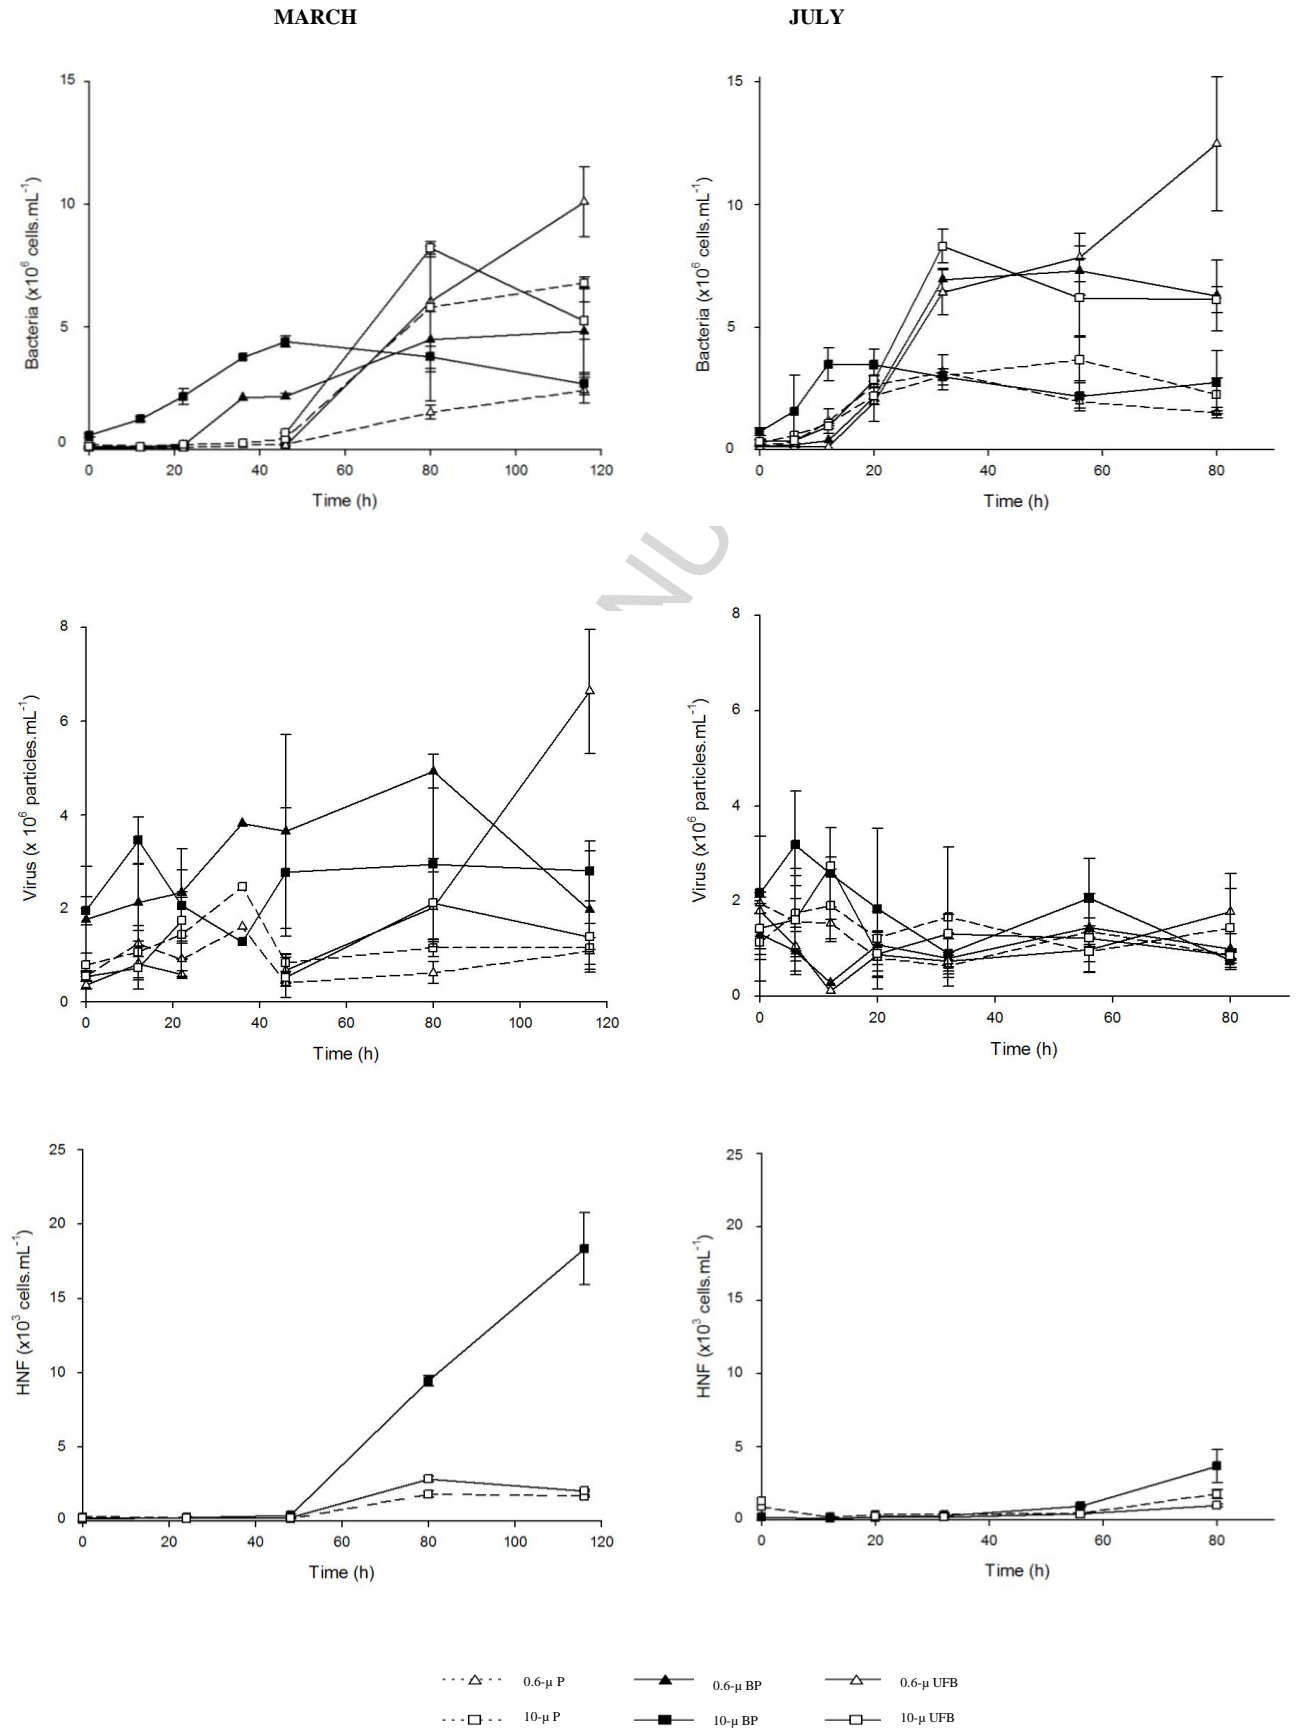 MARCH JULY
15
10
5
0
Bacteria (x10⁶ cells.mL⁻¹)
0 20 40 60 80 100 120
Time (h)
15
10
5
0
Bacteria (x10⁶ cells.mL⁻¹)
0 20 40 60 80
Time (h)
NU
8
6
4
2
0
Virus (x 10⁶ particles.mL⁻¹)
0 20 40 60 80 100 120
Time (h)
8
6
4
2
0
Virus (x10⁶ particles.mL⁻¹)
0 20 40 60 80
Time (h)
25
20
15
10
5
0
HNF (x10³ cells.mL⁻¹)
0 20 40 60 80 100 120
Time (h)
25
20
15
10
5
0
HNF (x10³ cells.mL⁻¹)
0 20 40 60 80
Time (h)
0.6-µ P 0.6-µ BP 0.6-µ UFB
10-µ P 10-µ BP 10-µ UFB